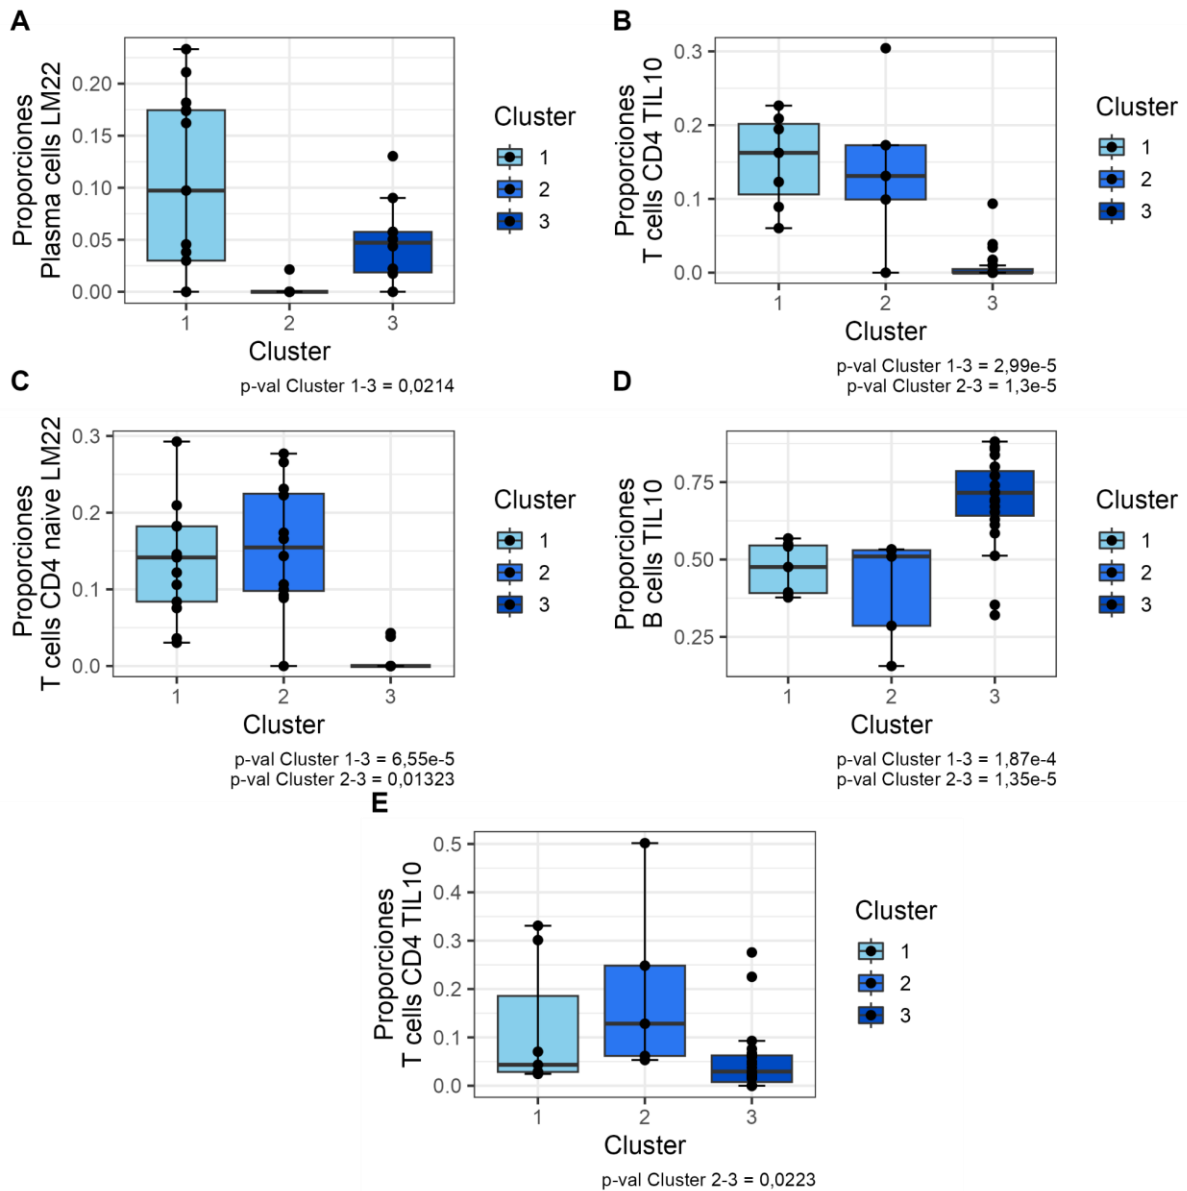 A
Proporciones
Plasma cells LM22
0.20
0.15
0.10
0.05
0.00
1 2 3
Cluster
p-val Cluster 1-3 = 0,0214
Cluster
1
2
3
B
Proporciones
T cells CD4 TIL10
0.3
0.2
0.1
0.0
1 2 3
Cluster
p-val Cluster 1-3 = 2,99e-5
p-val Cluster 2-3 = 1,3e-5
Cluster
1
2
3
C
Proporciones
T cells CD4 naive LM22
0.3
0.2
0.1
0.0
1 2 3
Cluster
p-val Cluster 1-3 = 6,55e-5
p-val Cluster 2-3 = 0,01323
Cluster
1
2
3
D
Proporciones
B cells TIL10
0.75
0.50
0.25
1 2 3
Cluster
p-val Cluster 1-3 = 1,87e-4
p-val Cluster 2-3 = 1,35e-5
Cluster
1
2
3
E
Proporciones
T cells CD4 TIL10
0.5
0.4
0.3
0.2
0.1
0.0
1 2 3
Cluster
p-val Cluster 2-3 = 0,0223
Cluster
1
2
3